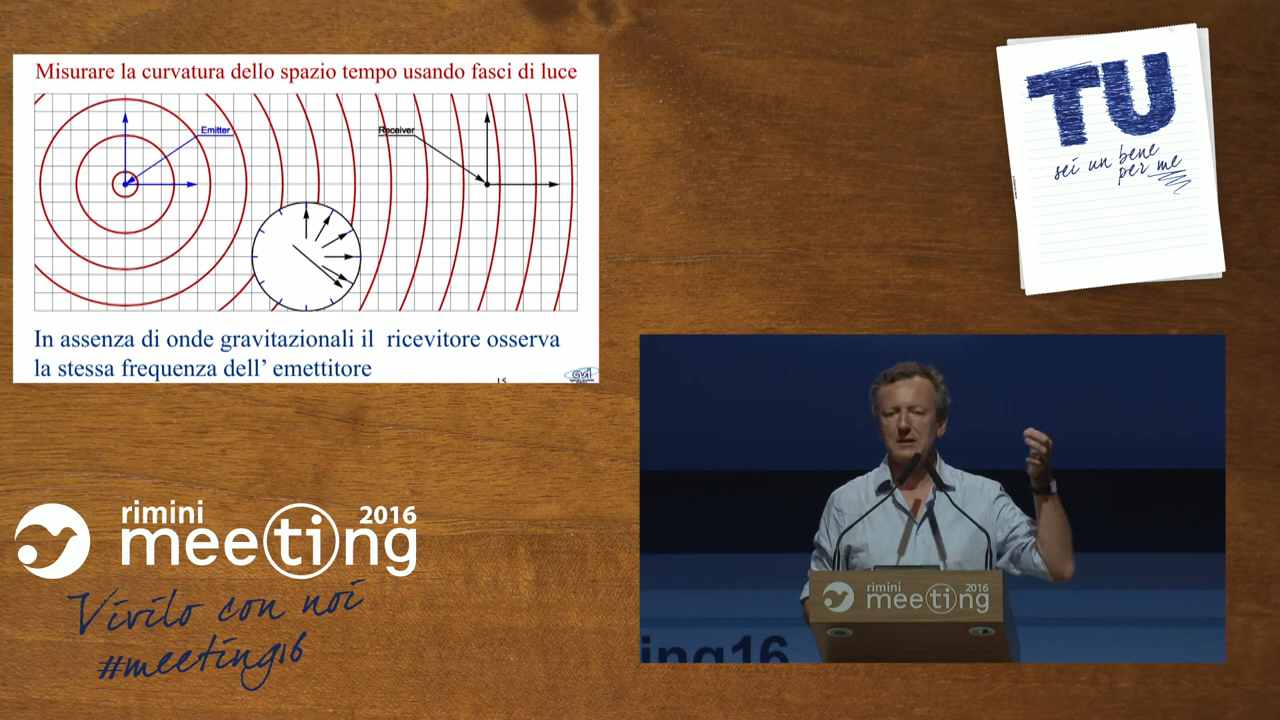 Misurare la curvatura dello spazio tempo usando fasci di luce
Emitter
Receiver
In assenza di onde gravitazionali il ricevitore osserva
la stessa frequenza dell' emettitore
15
TU
sei un bene
per me
rimini
meeting
2016
Vivilo con noi
#meeting16
rimini
meeting
2016
ing16